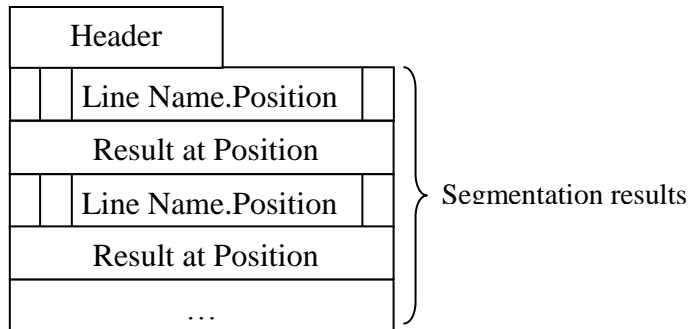 Header
Line Name.Position
Result at Position
Line Name.Position
Segmentation results
Result at Position
…